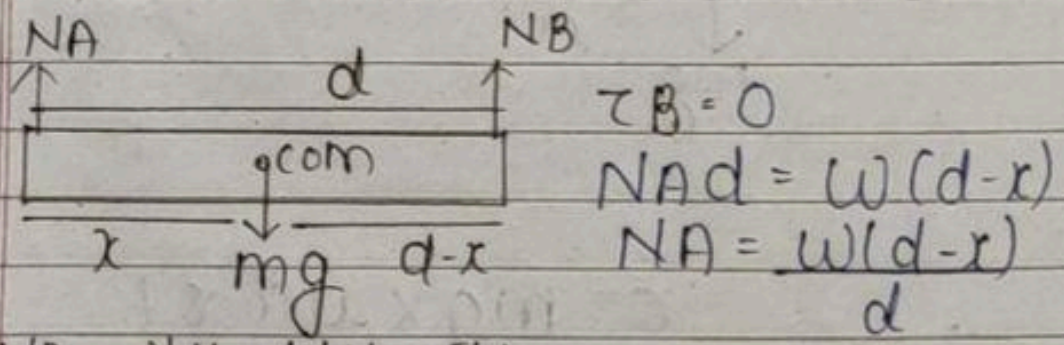 NA NB
d
τB = 0
com
NAd = W(d-x)
x mg d-x
NA = W(d-x)
d